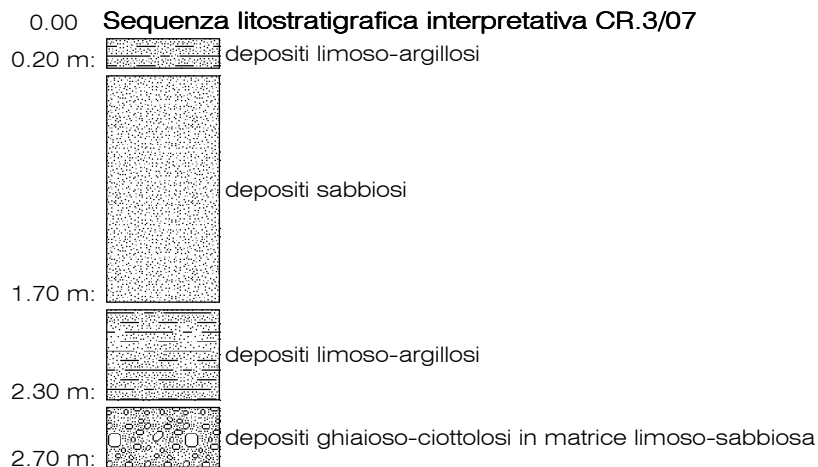 0.00 Sequenza litostratigrafica interpretativa CR.3/07
0.20 m: depositi limoso-argillosi
depositi sabbiosi
1.70 m:
depositi limoso-argillosi
2.30 m:
depositi ghiaioso-ciottolosi in matrice limoso-sabbiosa
2.70 m: